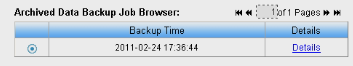 Archived Data Backup Job Browser: 1 of 1 Pages
Backup Time Details
2011-02-24 17:36:44 Details